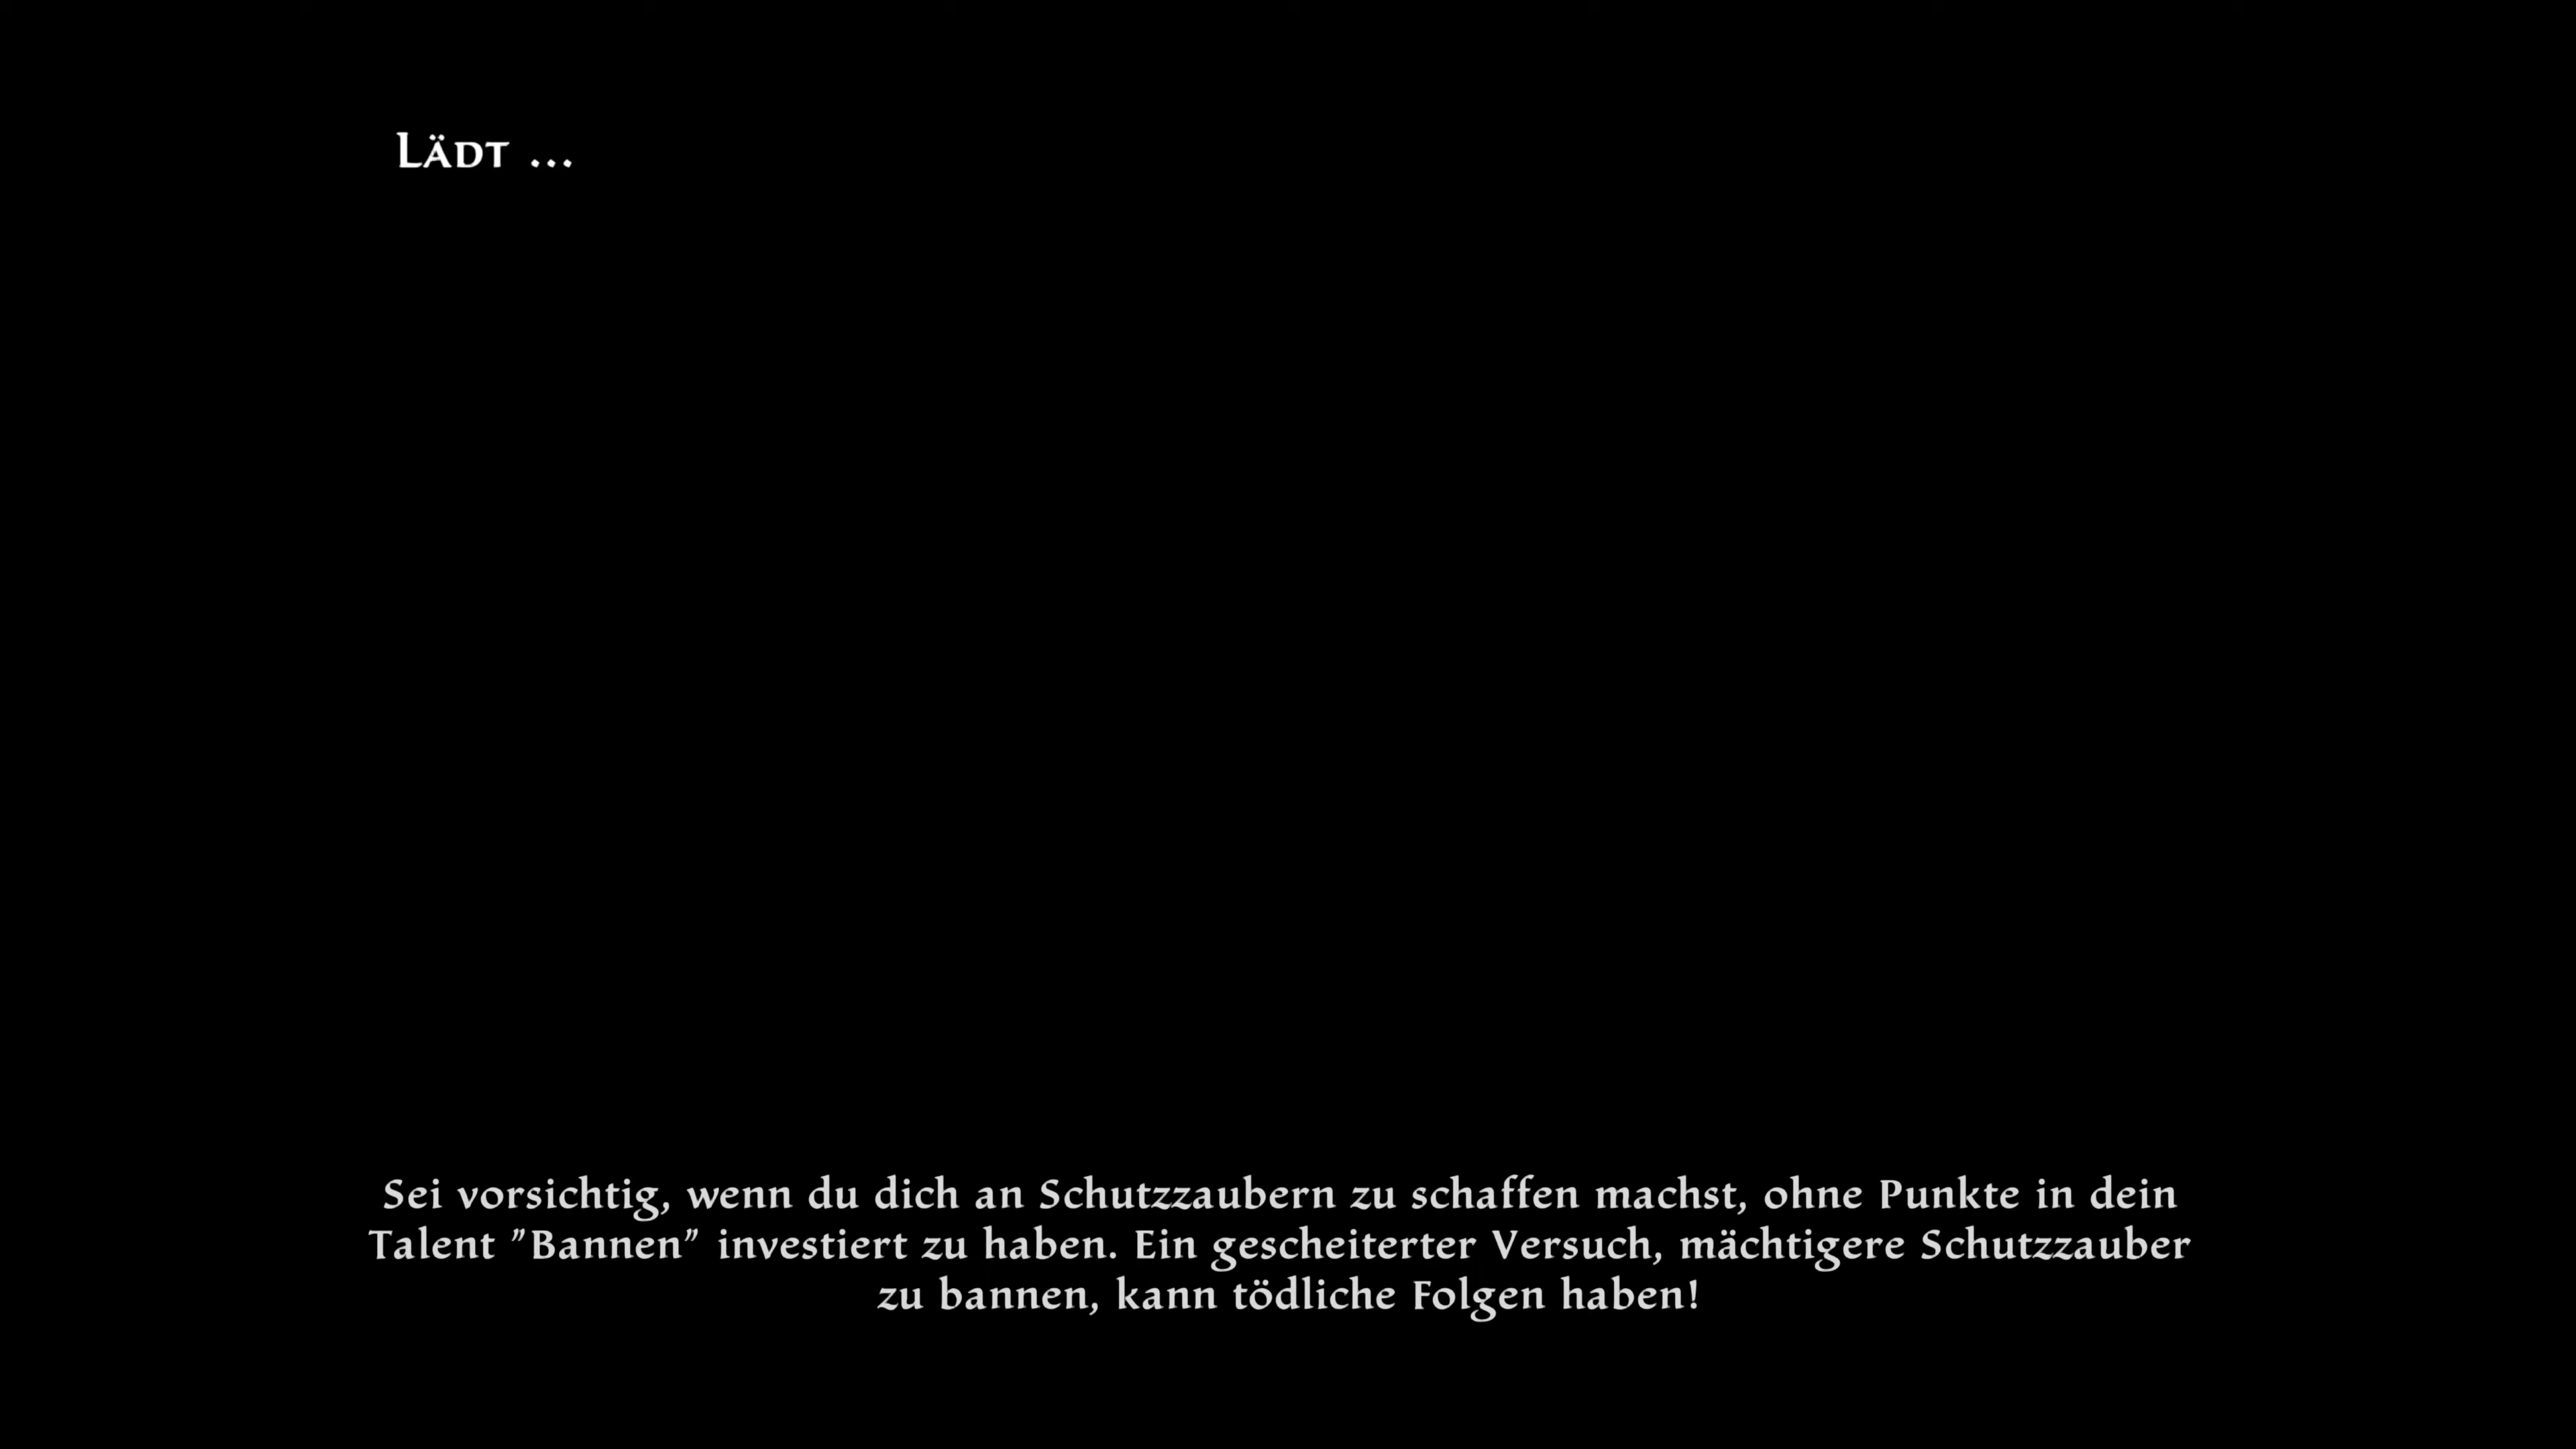 Lädt ...
Sei vorsichtig, wenn du dich an Schutzzaubern zu schaffen machst, ohne Punkte in dein
Talent "Bannen" investiert zu haben. Ein gescheiterter Versuch, mächtigere Schutzzauber
zu bannen, kann tödliche Folgen haben!